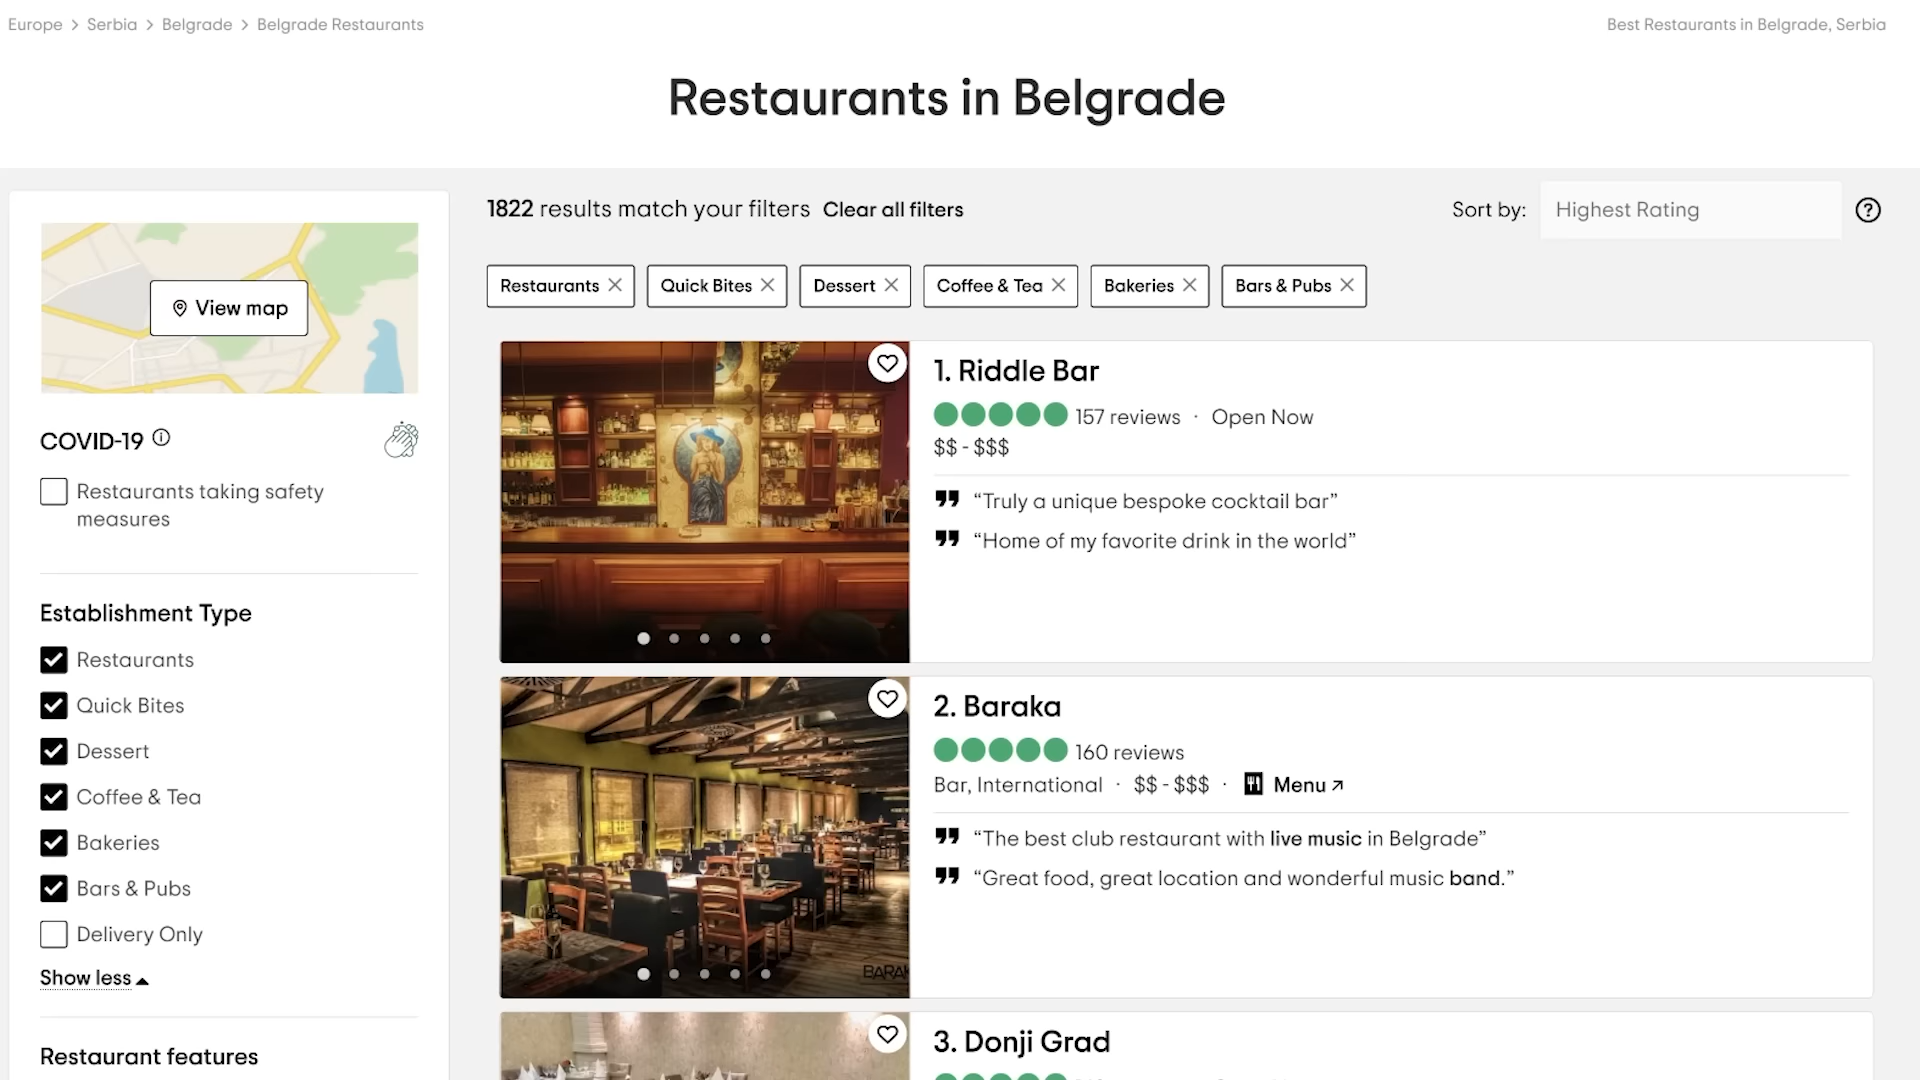 Europe > Serbia > Belgrade > Belgrade Restaurants
Best Restaurants in Belgrade, Serbia
Restaurants in Belgrade
View map
COVID-19
Restaurants taking safety
measures
Establishment Type
Restaurants
Quick Bites
Dessert
Coffee & Tea
Bakeries
Bars & Pubs
Delivery Only
Show less
Restaurant features
1822 results match your filters Clear all filters
Sort by: Highest Rating ?
Restaurants × Quick Bites × Dessert × Coffee & Tea × Bakeries × Bars & Pubs ×
1. Riddle Bar
157 reviews · Open Now
$$ - $$$
“Truly a unique bespoke cocktail bar”
“Home of my favorite drink in the world”
2. Baraka
160 reviews
Bar, International · $$ - $$$ · Menu
“The best club restaurant with live music in Belgrade”
“Great food, great location and wonderful music band.”
BARAK
3. Donji Grad